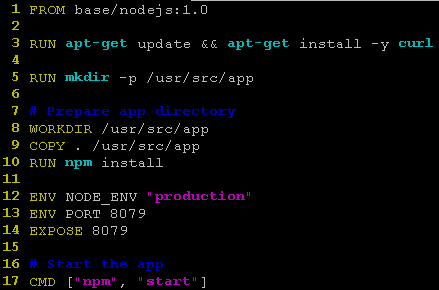 1 FROM base/nodejs:1.0
2
3 RUN apt-get update && apt-get install -y curl
4
5 RUN mkdir -p /usr/src/app
6
7 # Prepare app directory
8 WORKDIR /usr/src/app
9 COPY . /usr/src/app
10 RUN npm install
11
12 ENV NODE_ENV "production"
13 ENV PORT 8079
14 EXPOSE 8079
15
16 # Start the app
17 CMD ["npm", "start"]